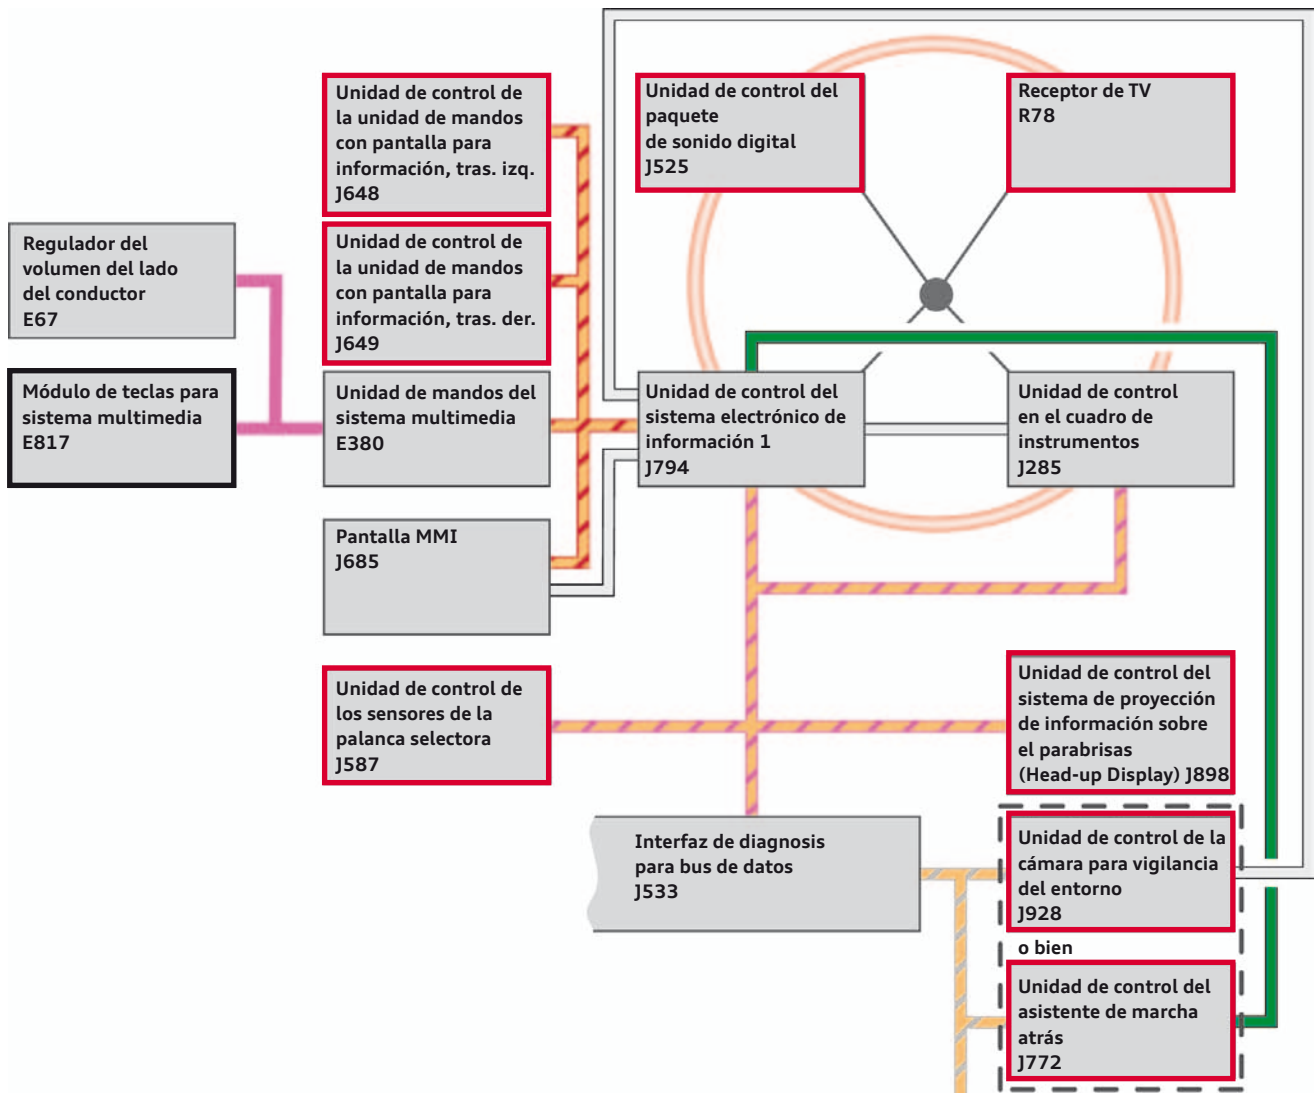 Unidad de control de
la unidad de mandos
con pantalla para
información, tras. izq.
J648
Unidad de control del
paquete
de sonido digital
J525
Receptor de TV
R78
Regulador del
volumen del lado
del conductor
E67
Unidad de control de
la unidad de mandos
con pantalla para
información, tras. der.
J649
Módulo de teclas para
sistema multimedia
E817
Unidad de mandos del
sistema multimedia
E380
Unidad de control del
sistema electrónico de
información 1
J794
Unidad de control
en el cuadro de
instrumentos
J285
Pantalla MMI
J685
Unidad de control de
los sensores de la
palanca selectora
J587
Unidad de control del
sistema de proyección
de información sobre
el parabrisas
(Head-up Display) J898
Interfaz de diagnosis
para bus de datos
J533
Unidad de control de la
cámara para vigilancia
del entorno
J928
o bien
Unidad de control del
asistente de marcha
atrás
J772